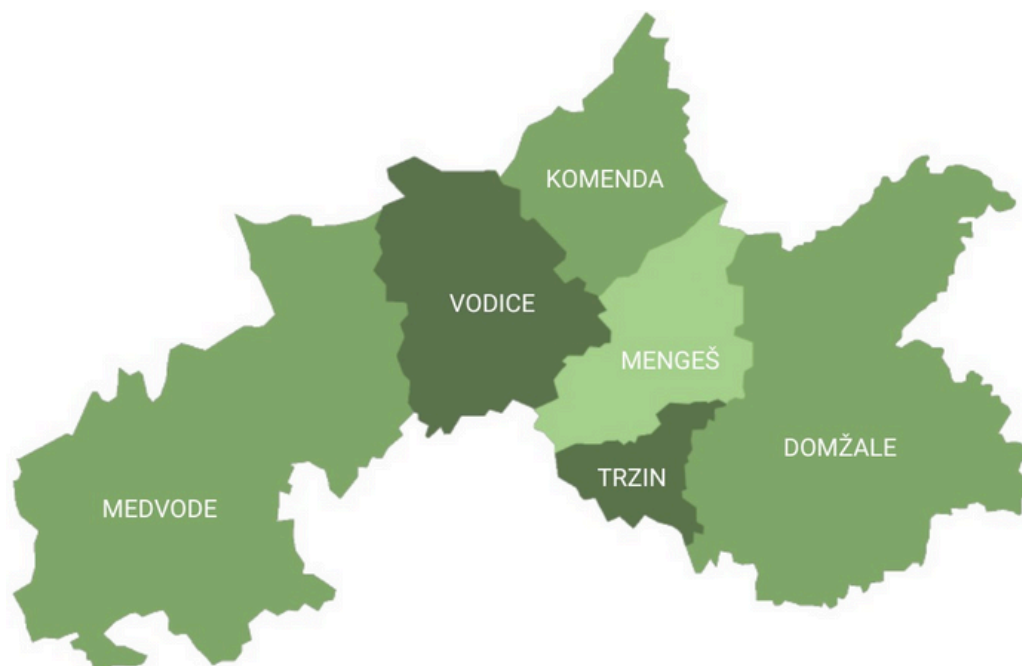 KOMENDA
VODICE
MENGEŠ
DOMŽALE
TRZIN
MEDVODE